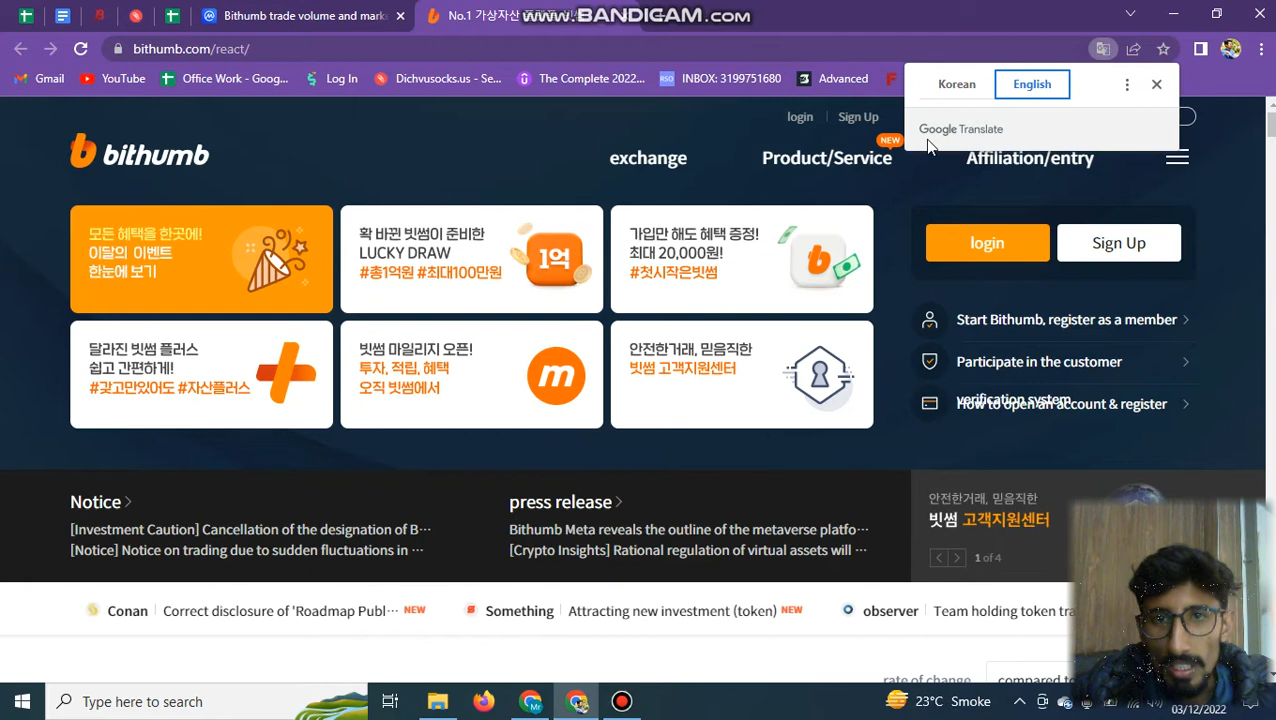 Bithumb trade volume and mark
No.1 가상자산
www.BANDICAM.com
bithumb.com/react/
Gmail
YouTube
Office Work - Goog...
Log In
Dichvusocks.us - Se...
The Complete 2022...
INBOX: 3199751680
Advanced
Korean
English
Google Translate
login
Sign Up
bithumb
exchange
Product/Service
NEW
Affiliation/entry
모든 혜택을 한곳에!
이달의 이벤트
한눈에 보기
확 바뀐 빗썸이 준비한
LUCKY DRAW
#총1억원 #최대100만원
1억
가입만 해도 혜택 증정!
최대 20,000원!
#첫시작은빗썸
login
Sign Up
달라진 빗썸 플러스
쉽고 간편하게!
#갖고만있어도 #자산플러스
빗썸 마일리지 오픈!
투자, 적립, 혜택
오직 빗썸에서
m
안전한거래, 믿음직한
빗썸 고객지원센터
Start Bithumb, register as a member
Participate in the customer
verification system
How to open an account & register
Notice
[Investment Caution] Cancellation of the designation of B···
[Notice] Notice on trading due to sudden fluctuations in ···
press release
Bithumb Meta reveals the outline of the metaverse platfo···
[Crypto Insights] Rational regulation of virtual assets will ···
안전한거래, 믿음직한
빗썸 고객지원센터
1 of 4
Conan
Correct disclosure of 'Roadmap Publ··· NEW
Something
Attracting new investment (token) NEW
observer
Team holding token tra
rate of change
compared to
Type here to search
23°C Smoke
03/12/2022